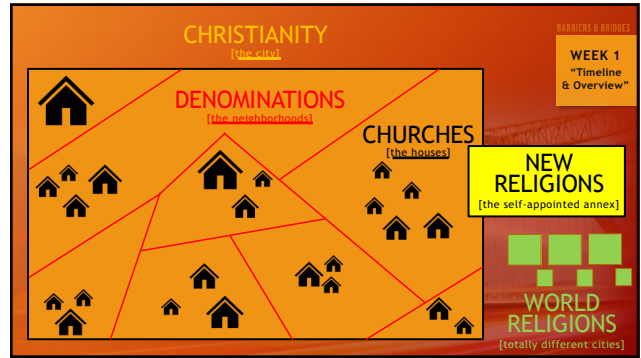 CHRISTIANITY
[the city]
BARRIERS & BRIDGES
WEEK 1
“Timeline
& Overview”
DENOMINATIONS
[the neighborhoods]
CHURCHES
[the houses]
NEW
RELIGIONS
[the self-appointed annex]
WORLD
RELIGIONS
[totally different cities]